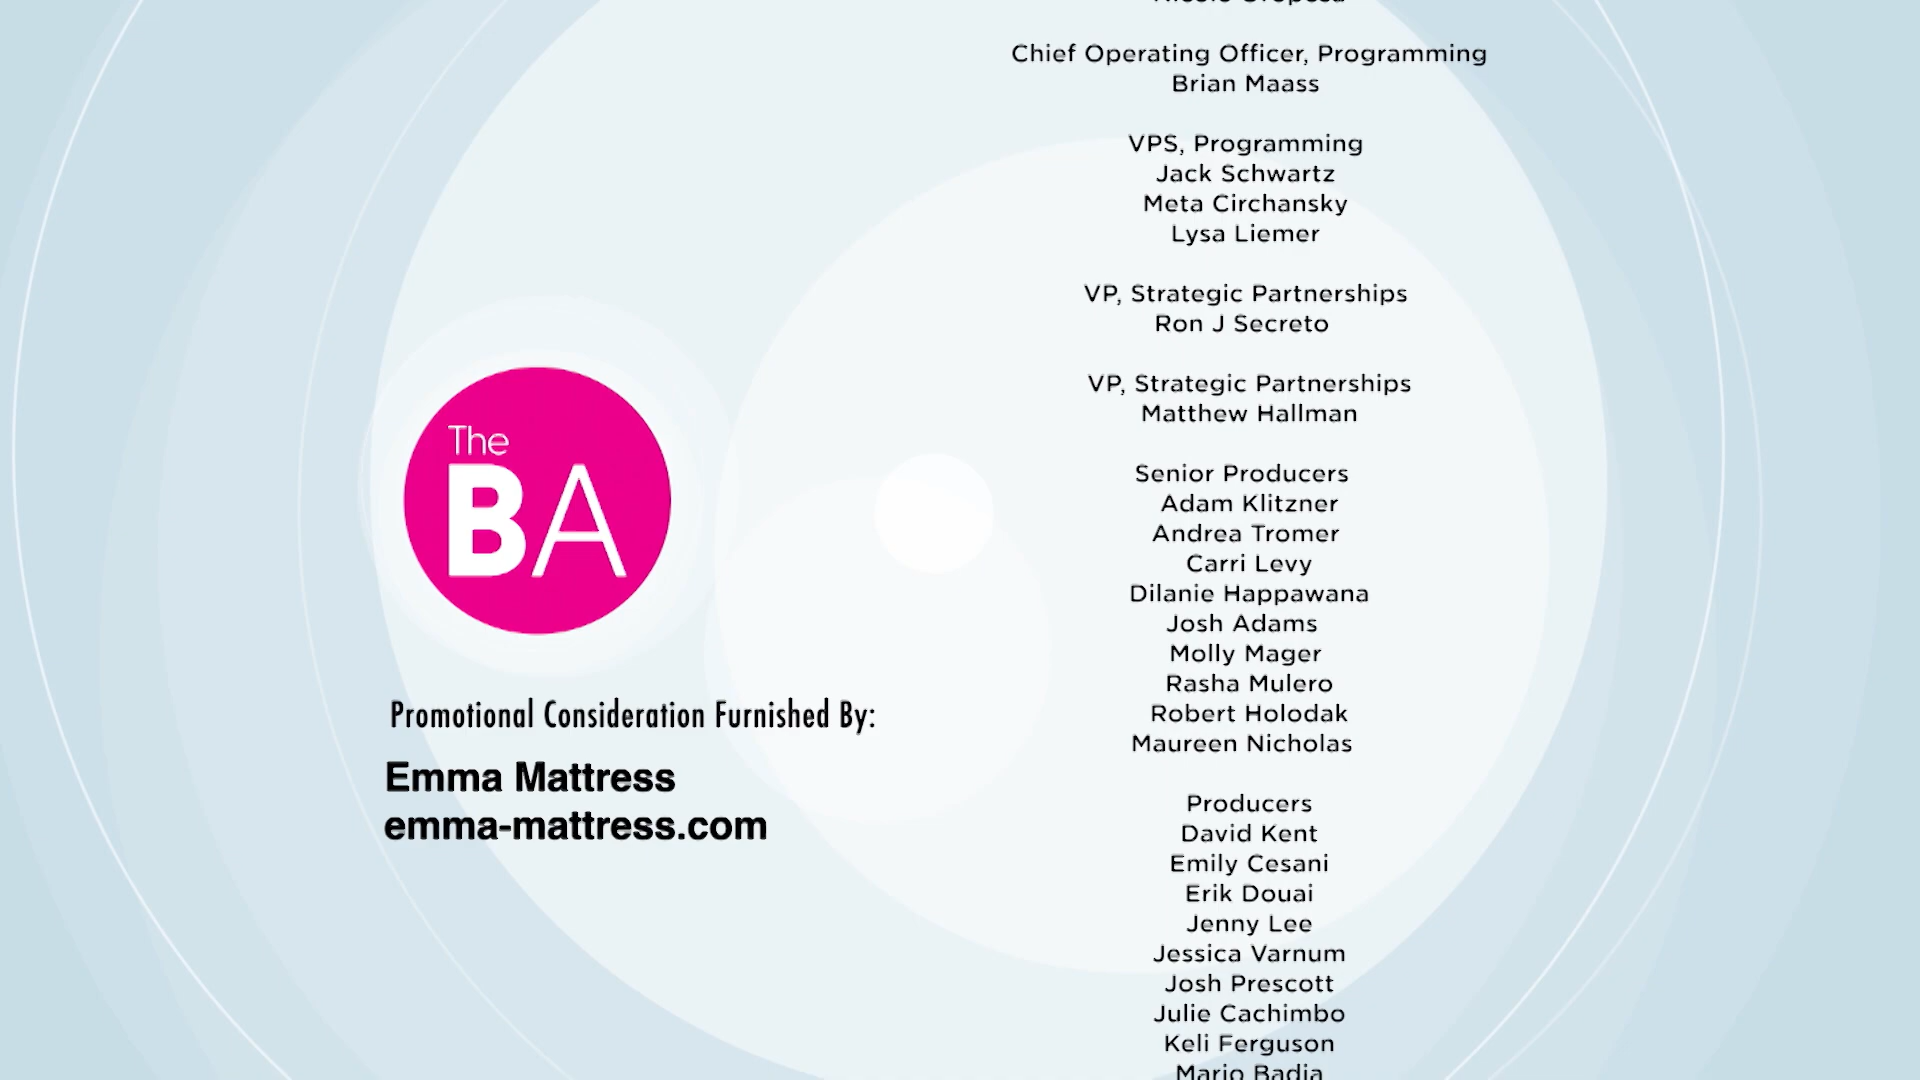 Chief Operating Officer, Programming
Brian Maass
VPS, Programming
Jack Schwartz
Meta Circhansky
Lysa Liemer
VP, Strategic Partnerships
Ron J Secreto
VP, Strategic Partnerships
Matthew Hallman
Senior Producers
Adam Klitzner
Andrea Tromer
Carri Levy
Dilanie Happawana
Josh Adams
Molly Mager
Rasha Mulero
Robert Holodak
Maureen Nicholas
Producers
David Kent
Emily Cesani
Erik Douai
Jenny Lee
Jessica Varnum
Josh Prescott
Julie Cachimbo
Keli Ferguson
Mario Badia
The
BA
Promotional Consideration Furnished By:
Emma Mattress
emma-mattress.com